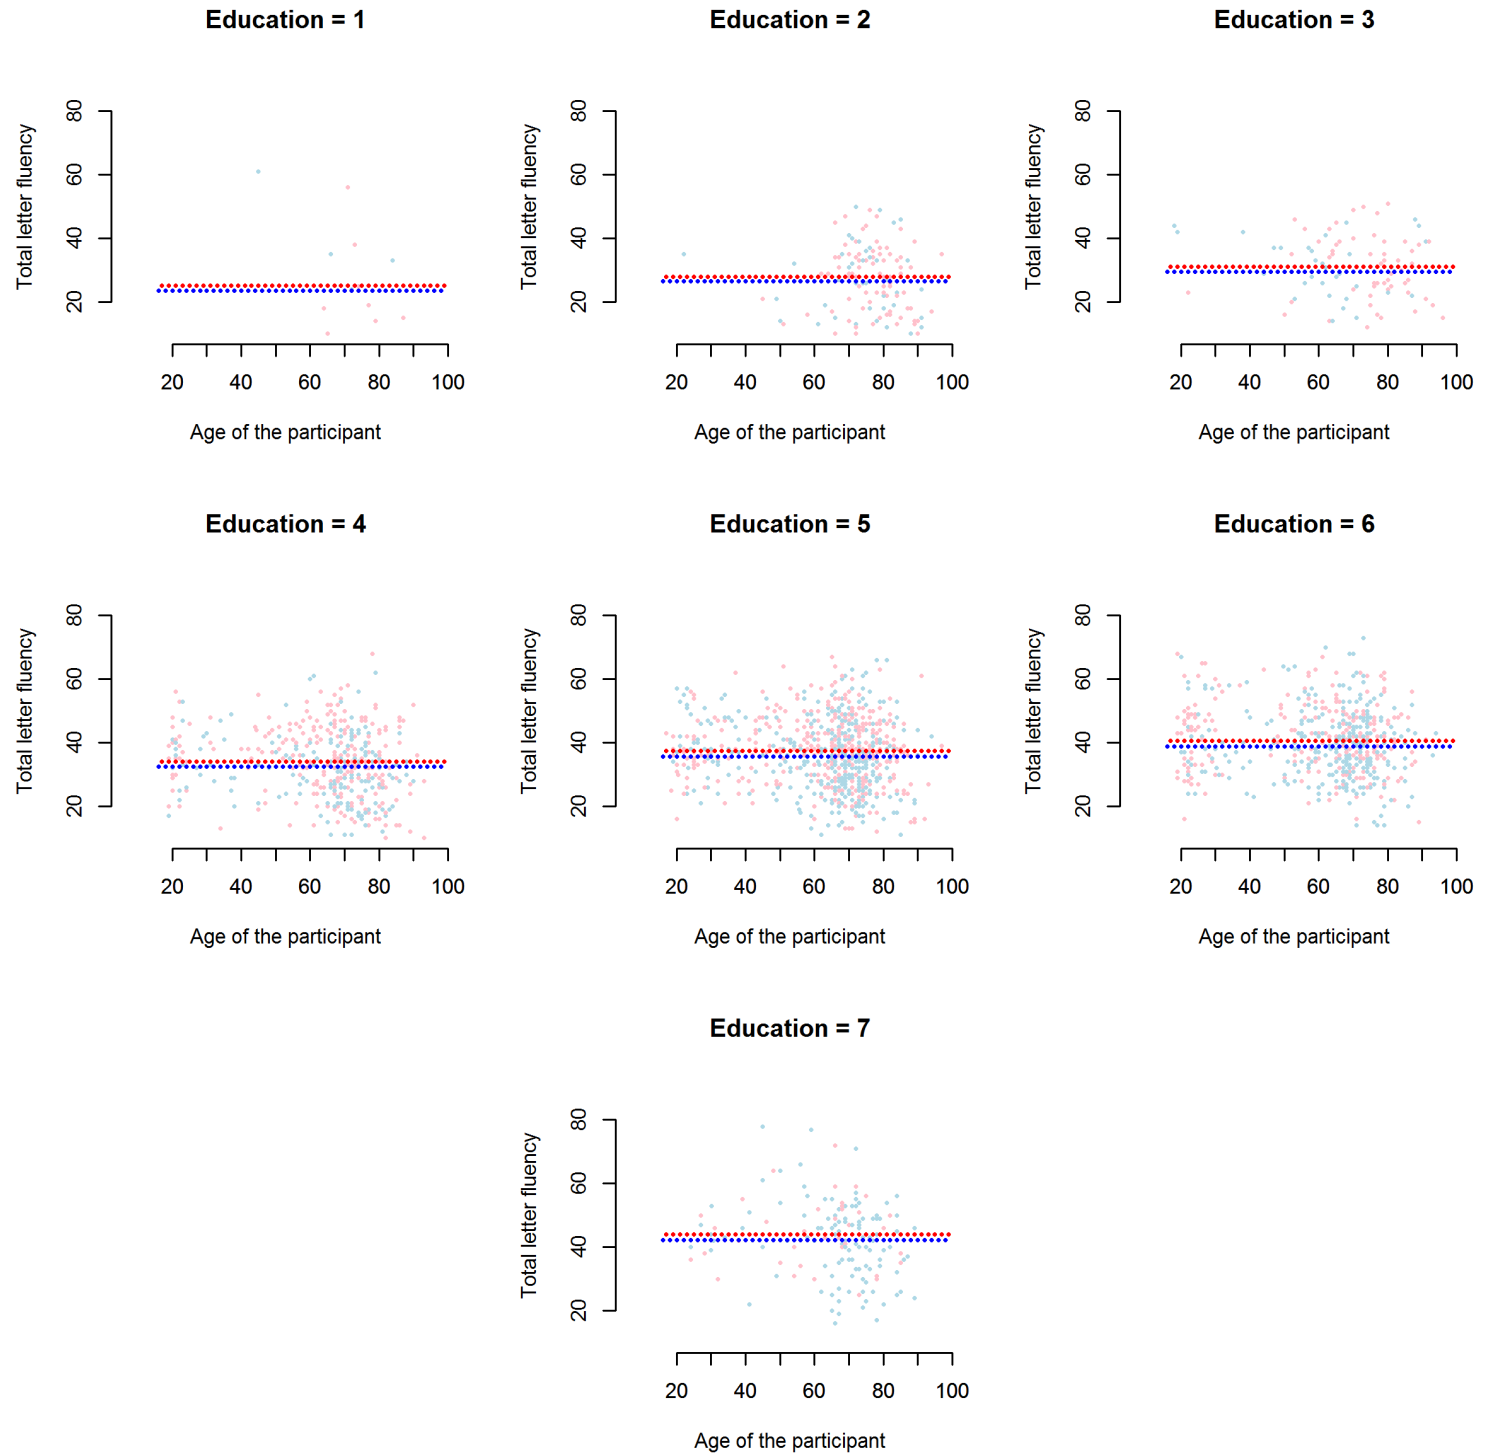 Education = 1
Total letter fluency
80
60
40
20
20 40 60 80 100
Age of the participant
Education = 2
Total letter fluency
80
60
40
20
20 40 60 80 100
Age of the participant
Education = 3
Total letter fluency
80
60
40
20
20 40 60 80 100
Age of the participant
Education = 4
Total letter fluency
80
60
40
20
20 40 60 80 100
Age of the participant
Education = 5
Total letter fluency
80
60
40
20
20 40 60 80 100
Age of the participant
Education = 6
Total letter fluency
80
60
40
20
20 40 60 80 100
Age of the participant
Education = 7
Total letter fluency
80
60
40
20
20 40 60 80 100
Age of the participant